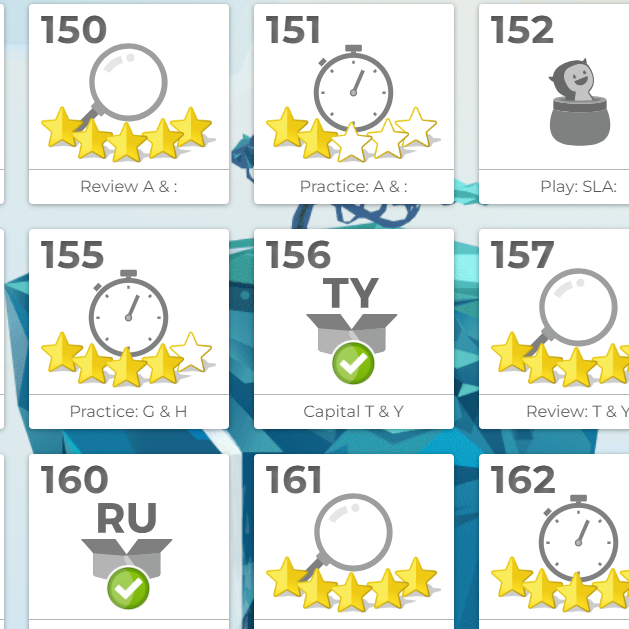 150
151
152
Review A & :
Practice: A & :
Play: SLA:
155
156
157
TY
Practice: G & H
Capital T & Y
Review: T & Y
160
161
162
RU